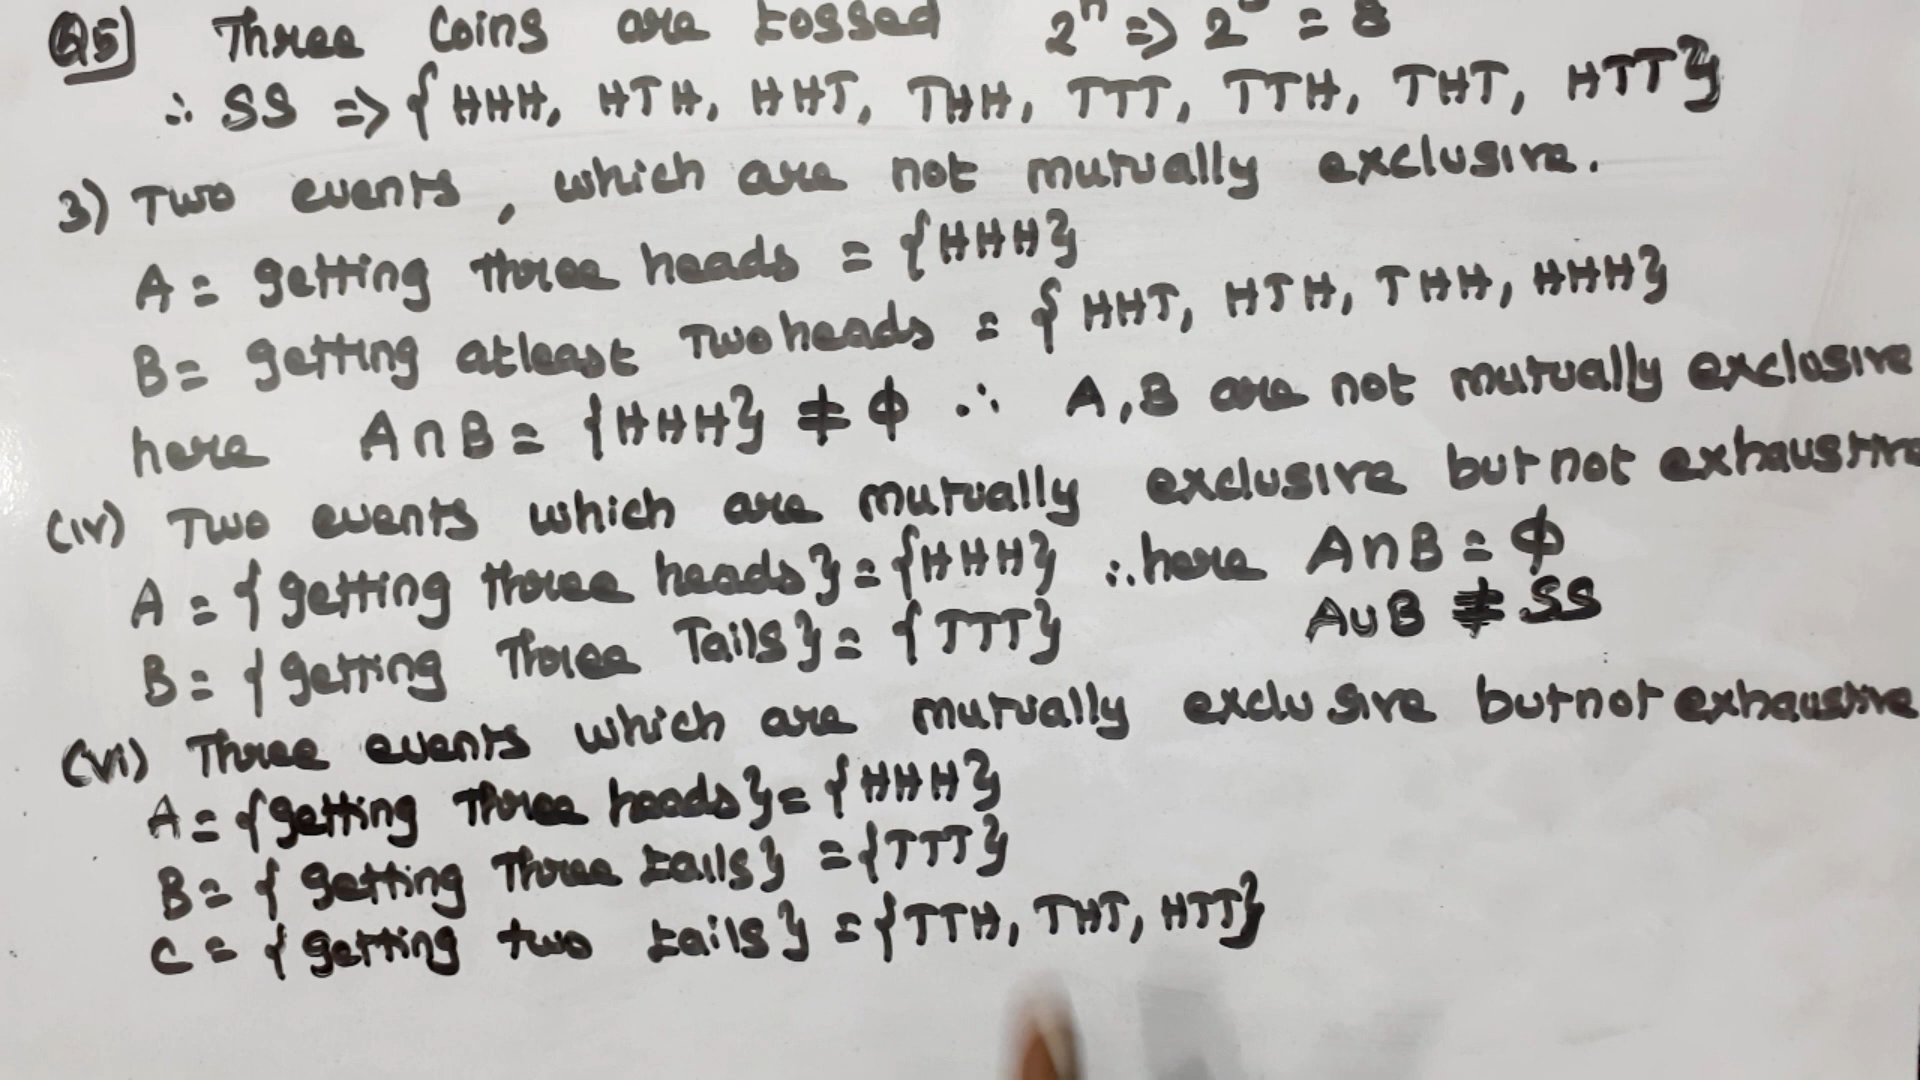 Q5) Three Coins are tossed 2ⁿ => 2³ = 8
∴ SS => {HHH, HTH, HHT, THH, TTT, TTH, THT, HTT}
3) Two events, which are not mutually exclusive.
A = getting three heads = {HHH}
B = getting atleast Two heads = {HHT, HTH, THH, HHH}
here A∩B = {HHH} ≠ ϕ ∴ A,B are not mutually exclusive
(iv) Two events which are mutually exclusive but not exhaustive
A = {getting three heads} = {HHH} ∴ here A∩B = ϕ
B = {getting Three Tails} = {TTT} A∪B ≠ SS
(vi) Three events which are mutually exclusive but not exhaustive
A = {getting Three heads} = {HHH}
B = {getting Three tails} = {TTT}
C = {getting two tails} = {TTH, THT, HTT}